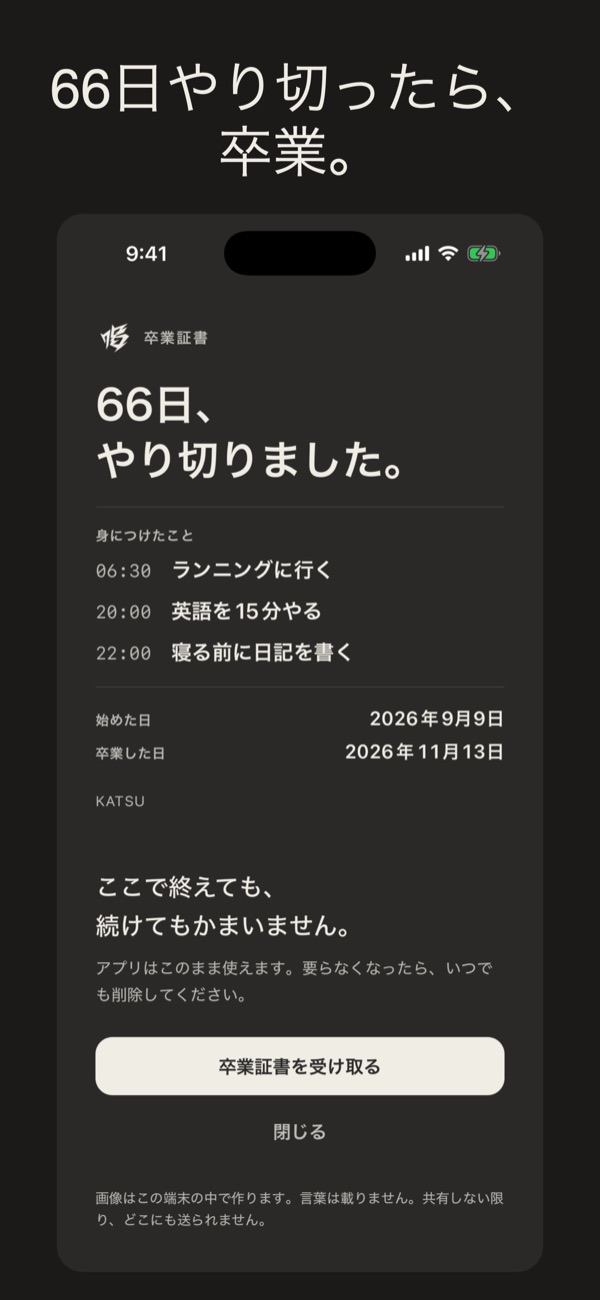 66日やり切ったら、
卒業。
9:41
卒業証書
66日、
やり切りました。
身につけたこと
06:30 ランニングに行く
20:00 英語を15分やる
22:00 寝る前に日記を書く
始めた日 2026年9月9日
卒業した日 2026年11月13日
KATSU
ここで終えても、
続けてもかまいません。
アプリはこのまま使えます。要らなくなったら、いつで
も削除してください。
卒業証書を受け取る
閉じる
画像はこの端末の中で作ります。言葉は載りません。共有しない限
り、どこにも送られません。